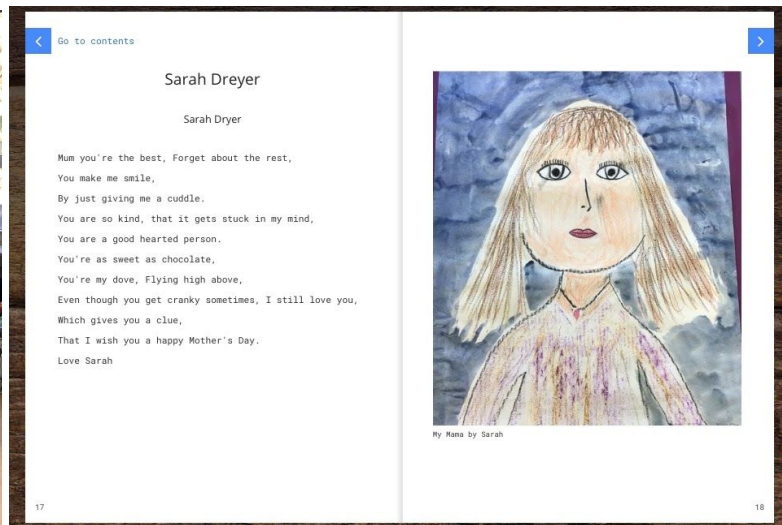 Go to contents
Sarah Dreyer
Sarah Dryer
Mum you're the best, Forget about the rest,
You make me smile,
By just giving me a cuddle.
You are so kind, that it gets stuck in my mind,
You are a good hearted person.
You're as sweet as chocolate,
You're my dove, Flying high above,
Even though you get cranky sometimes, I still love you,
Which gives you a clue,
That I wish you a happy Mother's Day.
Love Sarah
17
My Mama by Sarah
18